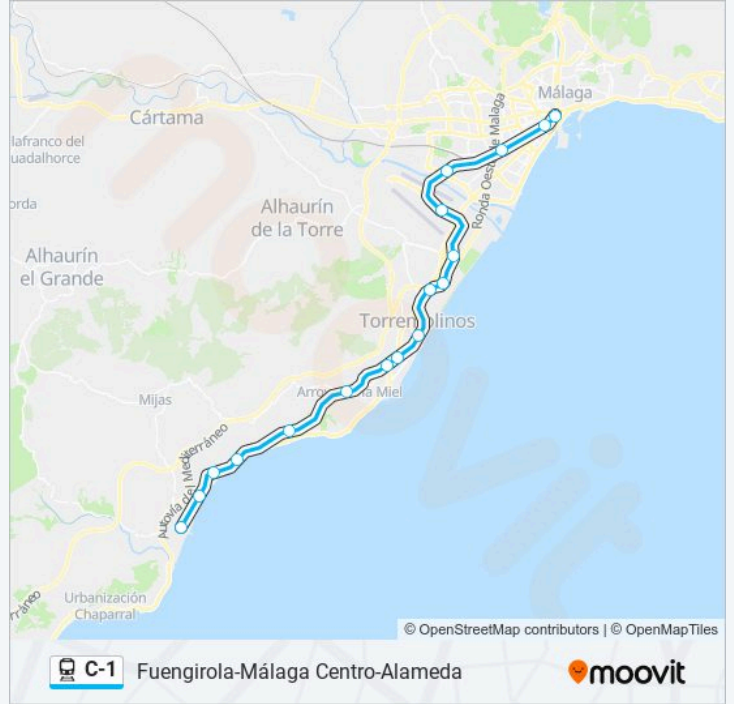 Málaga
Cártama
Ronda Oeste de Málaga
lafranco del
uadalhorce
orda
Alhaurín
de la Torre
Alhaurín
el Grande
Torremolinos
Mijas
Arroyo de la Miel
Autovía del Mediterráneo
Urbanización
Chaparral
rráneo
© OpenStreetMap contributors | © OpenMapTiles
C-1 Fuengirola-Málaga Centro-Alameda moovit